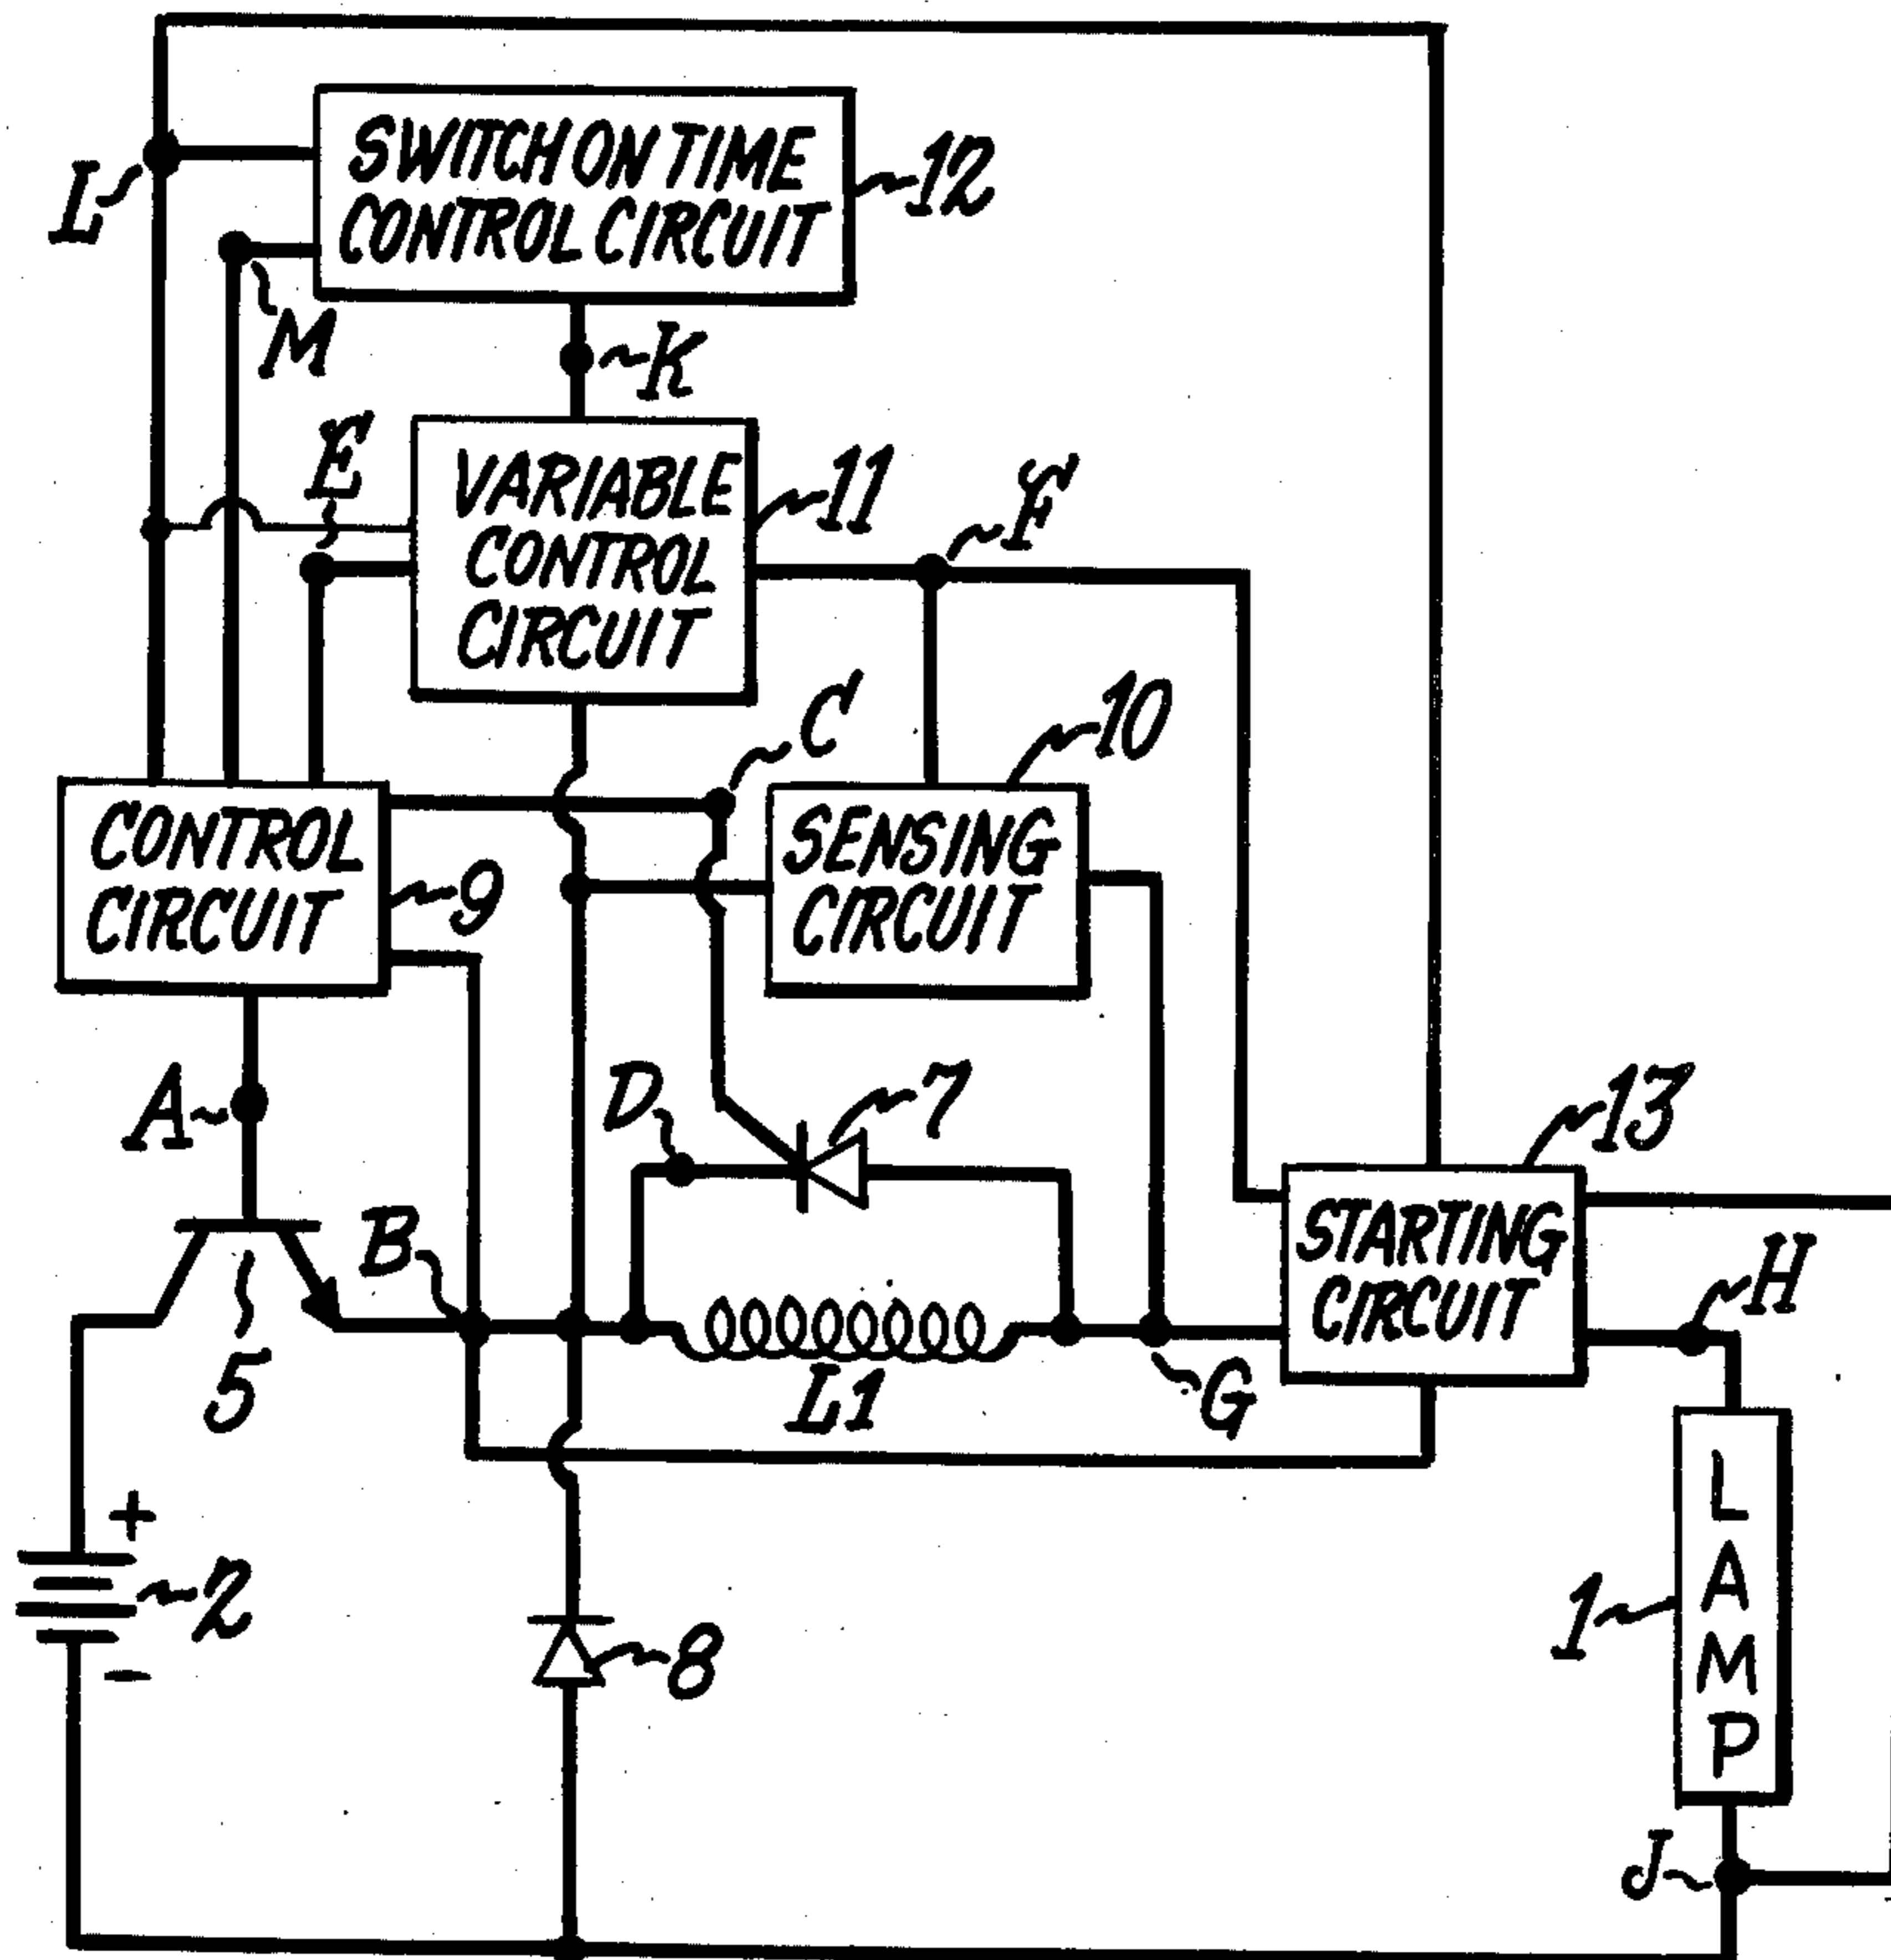 SWITCH ON TIME
CONTROL CIRCUIT
12
L
M
K
E
VARIABLE
CONTROL
CIRCUIT
11
F
C
10
CONTROL
CIRCUIT
9
SENSING
CIRCUIT
A
D
7
13
B
STARTING
CIRCUIT
H
5
L1
G
+
2
-
8
1
LAMP
J